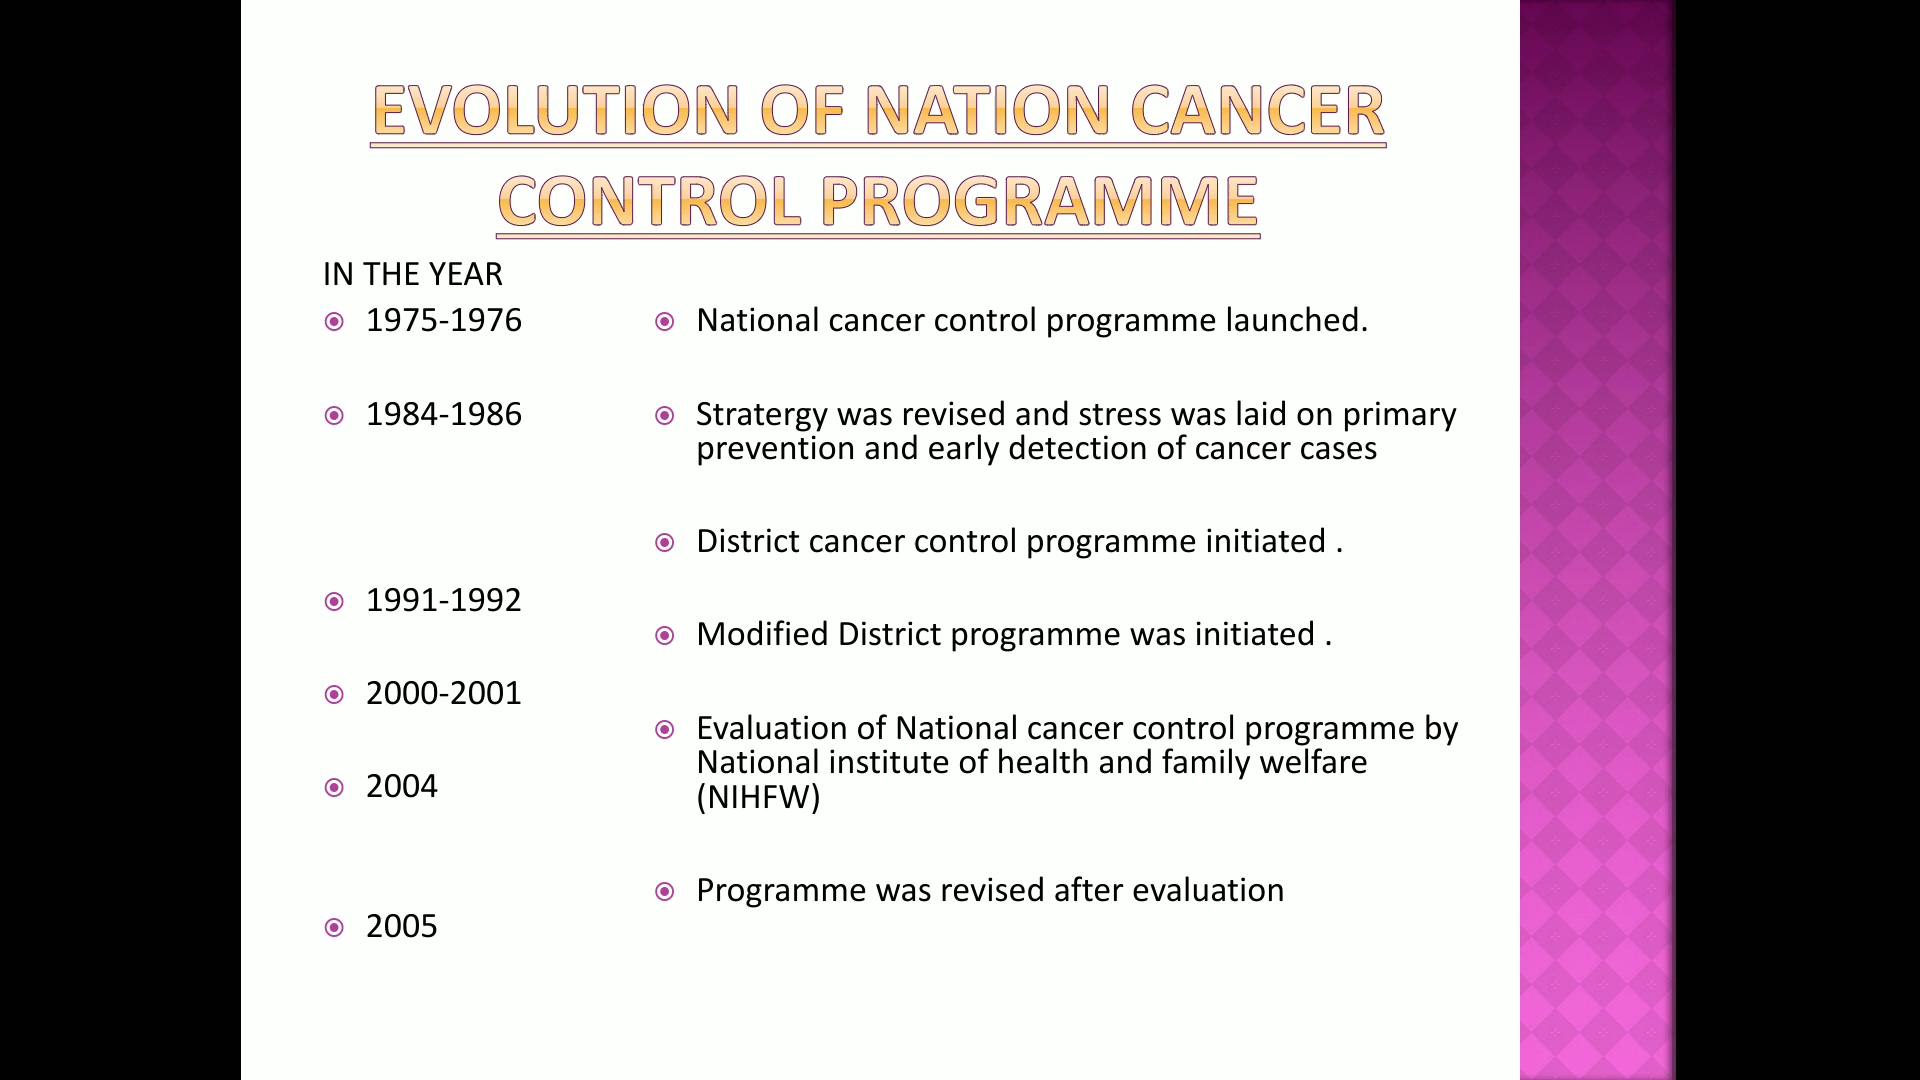 EVOLUTION OF NATION CANCER
CONTROL PROGRAMME
IN THE YEAR
1975-1976
National cancer control programme launched.
1984-1986
Stratergy was revised and stress was laid on primary
prevention and early detection of cancer cases
District cancer control programme initiated .
1991-1992
Modified District programme was initiated .
2000-2001
Evaluation of National cancer control programme by
National institute of health and family welfare
(NIHFW)
2004
Programme was revised after evaluation
2005